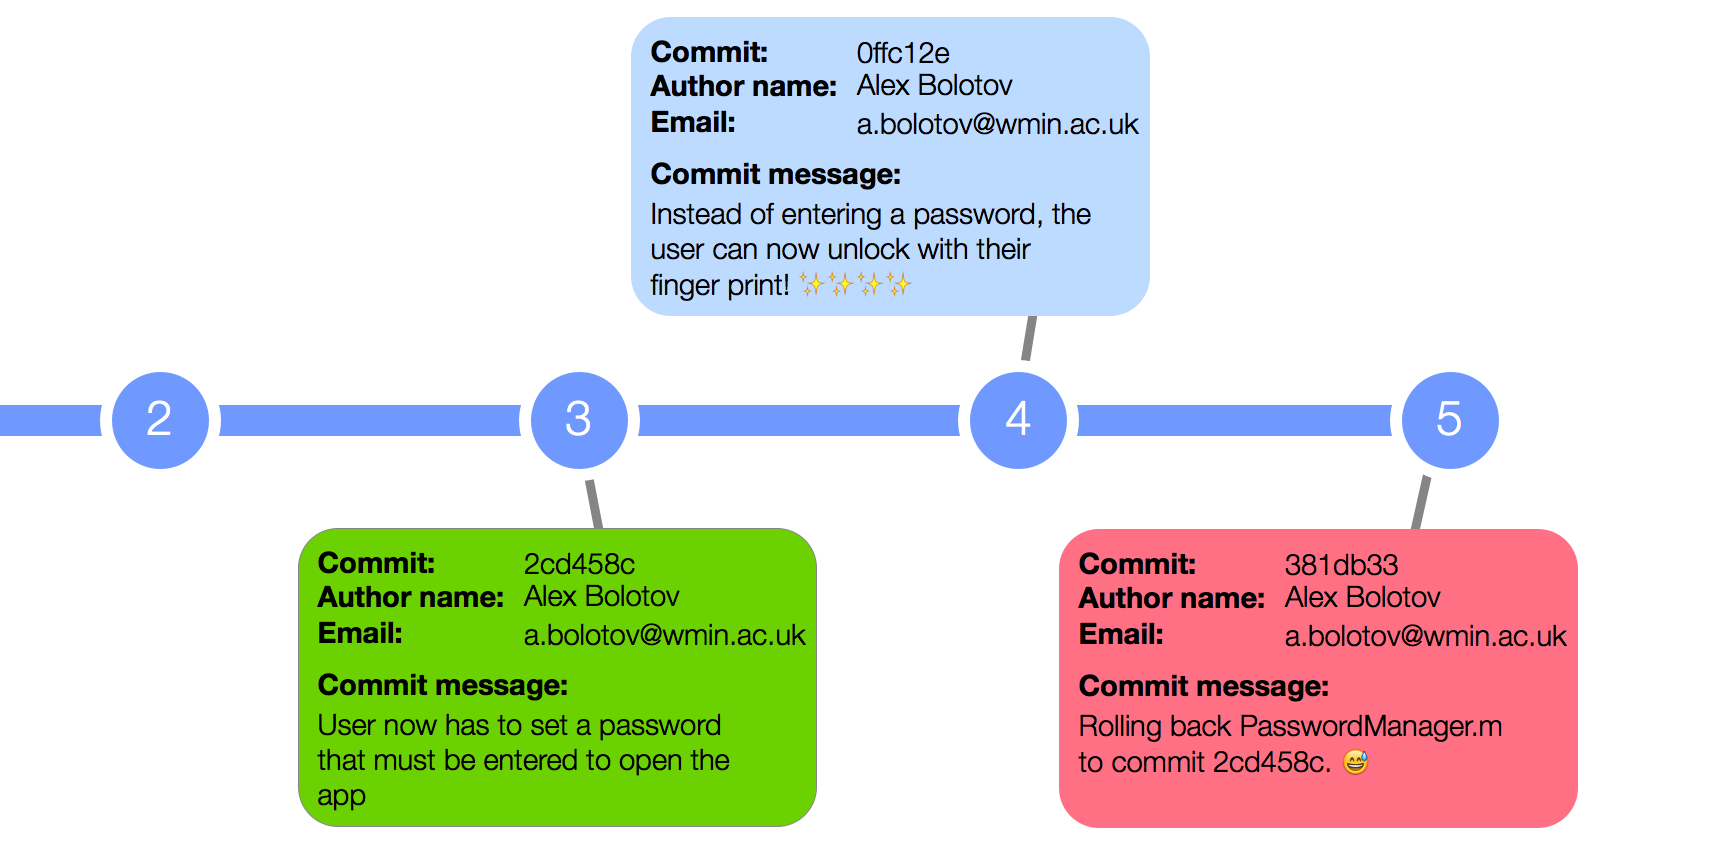 Commit: 0ffc12e
Author name: Alex Bolotov
Email: a.bolotov@wmin.ac.uk
Commit message:
Instead of entering a password, the
user can now unlock with their
finger print! ✨✨✨✨
2
3
4
5
Commit: 2cd458c
Author name: Alex Bolotov
Email: a.bolotov@wmin.ac.uk
Commit message:
User now has to set a password
that must be entered to open the
app
Commit: 381db33
Author name: Alex Bolotov
Email: a.bolotov@wmin.ac.uk
Commit message:
Rolling back PasswordManager.m
to commit 2cd458c. 😅